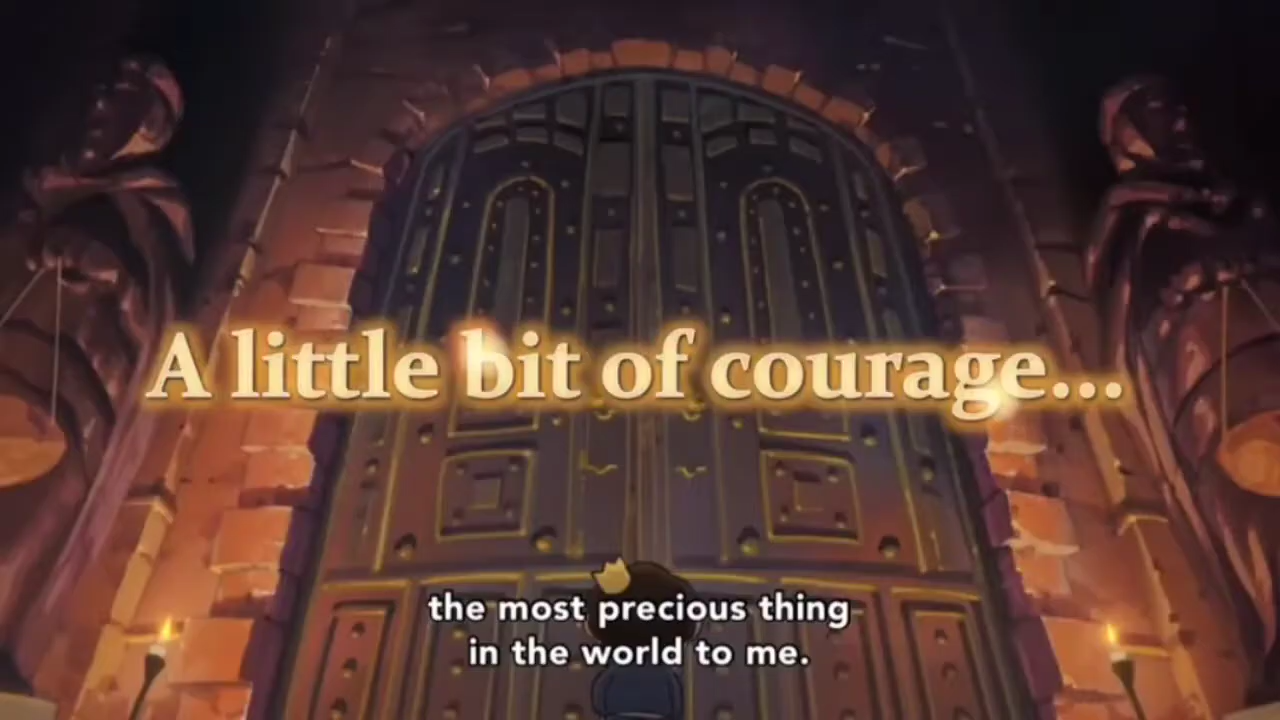 A little bit of courage...
the most precious thing
in the world to me.